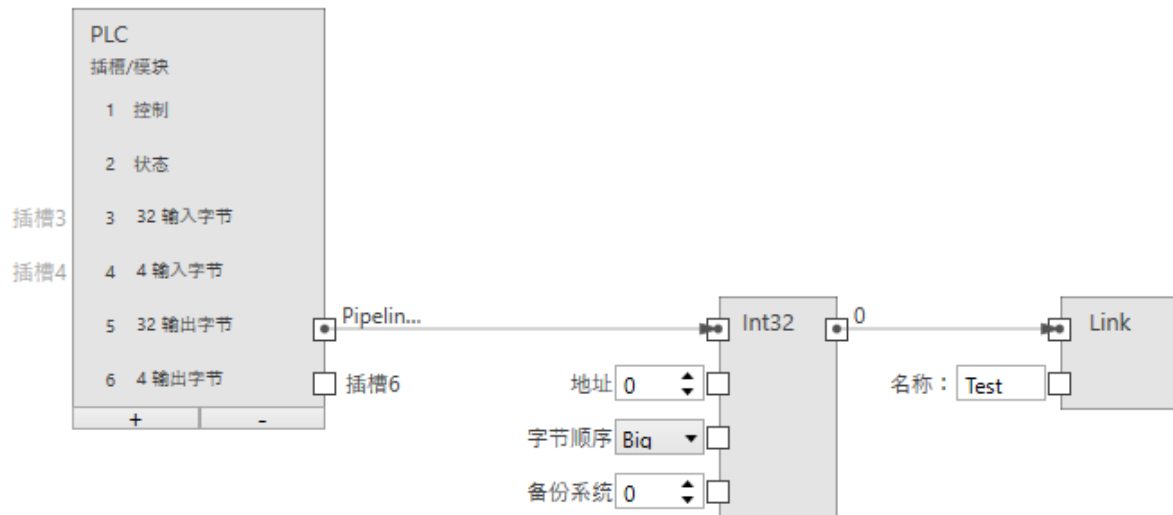 PLC
插槽/模块
1 控制
2 状态
插槽3 3 32 输入字节
插槽4 4 4 输入字节
5 32 输出字节 Pipelin... Int32 0 Link
6 4 输出字节 插槽6 地址 0 名称： Test
+ -
字节顺序 Big
备份系统 0